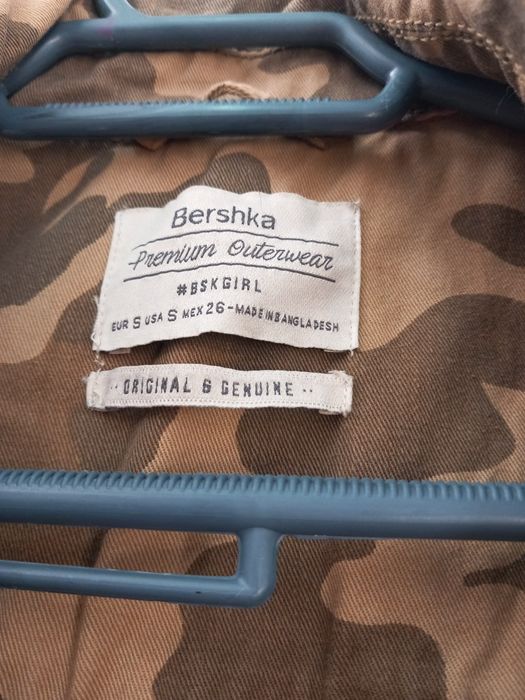 Bershka
Premium Outerwear
#BSKGIRL
EUR S USA S MEX 26-MADE IN BANGLADESH
·· ORIGINAL & GENUINE ··